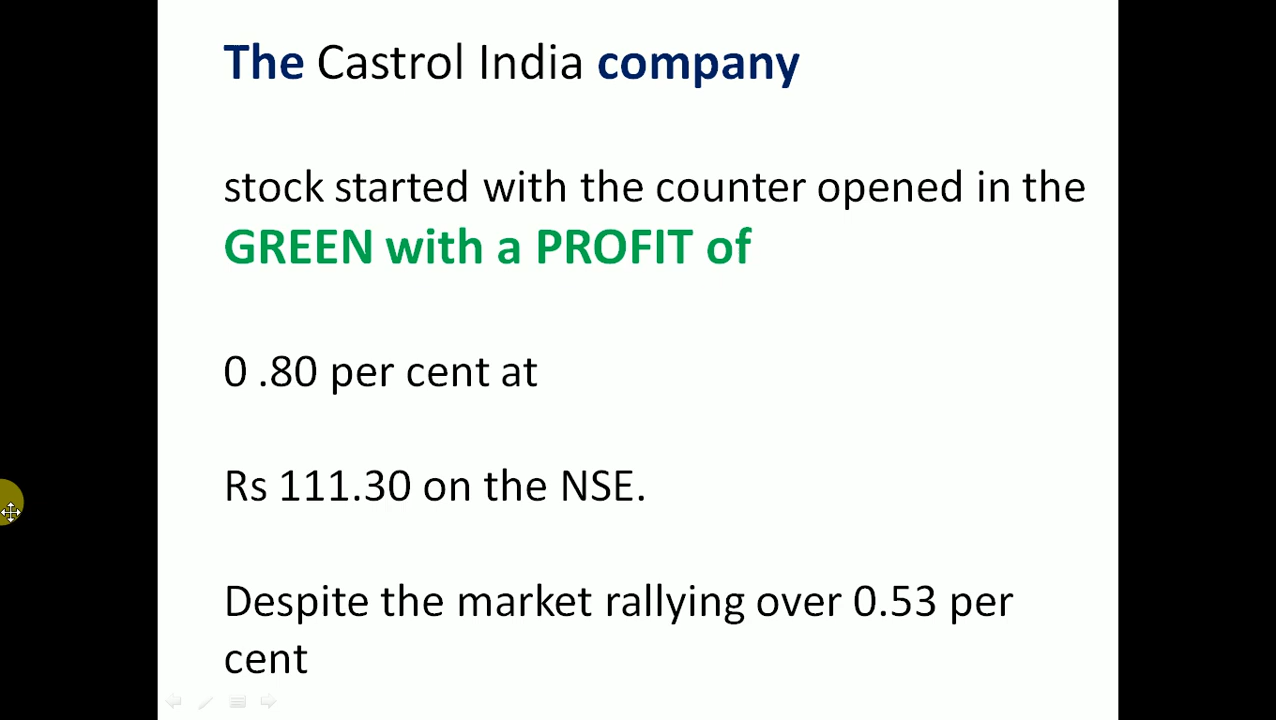 The Castrol India company
stock started with the counter opened in the
GREEN with a PROFIT of
0 .80 per cent at
Rs 111.30 on the NSE.
Despite the market rallying over 0.53 per
cent